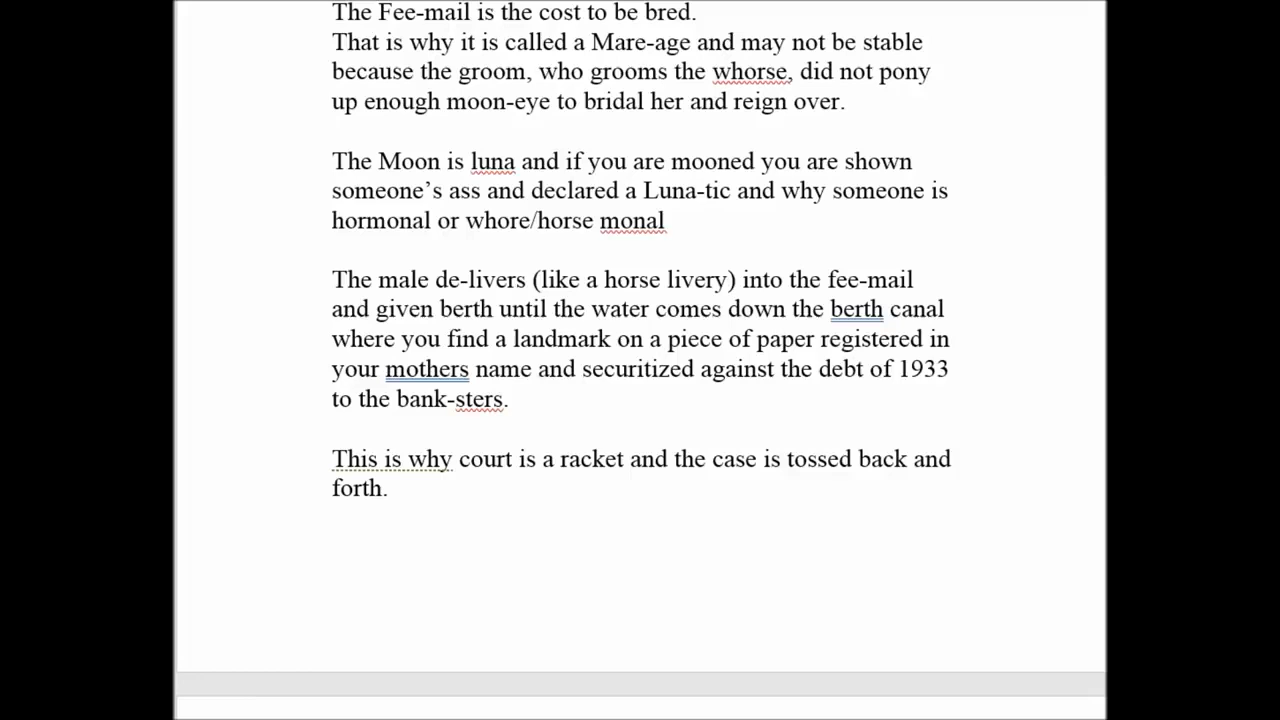 The Fee-mail is the cost to be bred.
That is why it is called a Mare-age and may not be stable
because the groom, who grooms the whorse, did not pony
up enough moon-eye to bridal her and reign over.
The Moon is luna and if you are mooned you are shown
someone’s ass and declared a Luna-tic and why someone is
hormonal or whore/horse monal
The male de-livers (like a horse livery) into the fee-mail
and given berth until the water comes down the berth canal
where you find a landmark on a piece of paper registered in
your mothers name and securitized against the debt of 1933
to the bank-sters.
This is why court is a racket and the case is tossed back and
forth.